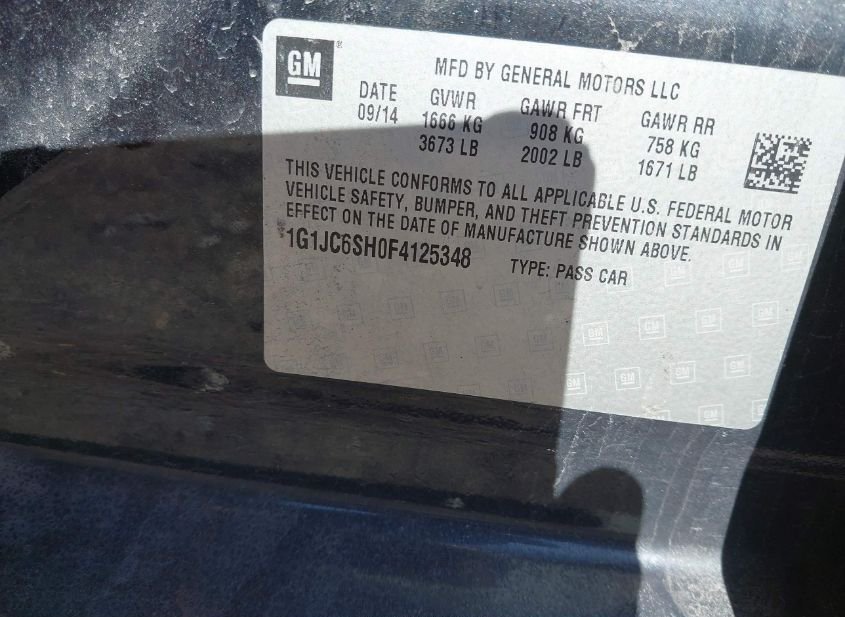 GM
MFD BY GENERAL MOTORS LLC
DATE GVWR GAWR FRT GAWR RR
09/14 1666 KG 908 KG 758 KG
3673 LB 2002 LB 1671 LB
THIS VEHICLE CONFORMS TO ALL APPLICABLE U.S. FEDERAL MOTOR
VEHICLE SAFETY, BUMPER, AND THEFT PREVENTION STANDARDS IN
EFFECT ON THE DATE OF MANUFACTURE SHOWN ABOVE.
1G1JC6SH0F4125348 TYPE: PASS CAR